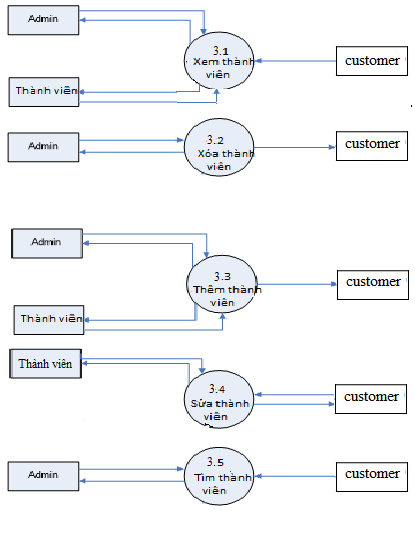 Admin
3.1
Xem thành
viên
customer
Thành viên
Admin
3.2
Xóa thành
viên
customer
Admin
3.3
Thêm thành
viên
customer
Thành viên
Thành viên
3.4
Sửa thành
viên
customer
Admin
3.5
Tìm thành
viên
customer